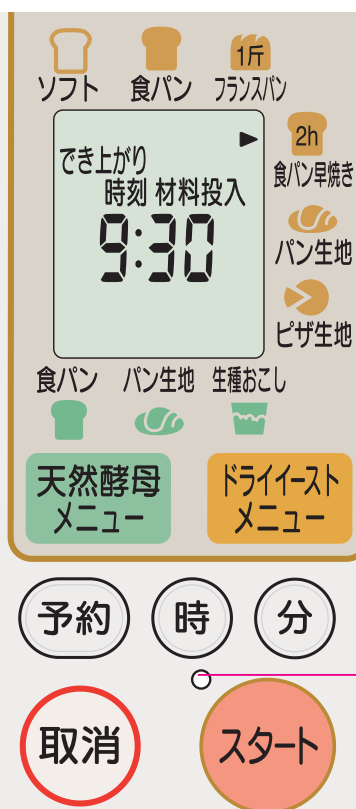 ソフト 食パン フランスパン
1斤
2h
食パン早焼き
パン生地
ピザ生地
でき上がり
時刻 材料投入
9:30
食パン パン生地 生種おこし
天然酵母
メニュー
ドライイースト
メニュー
予約 時 分
取消 スタート